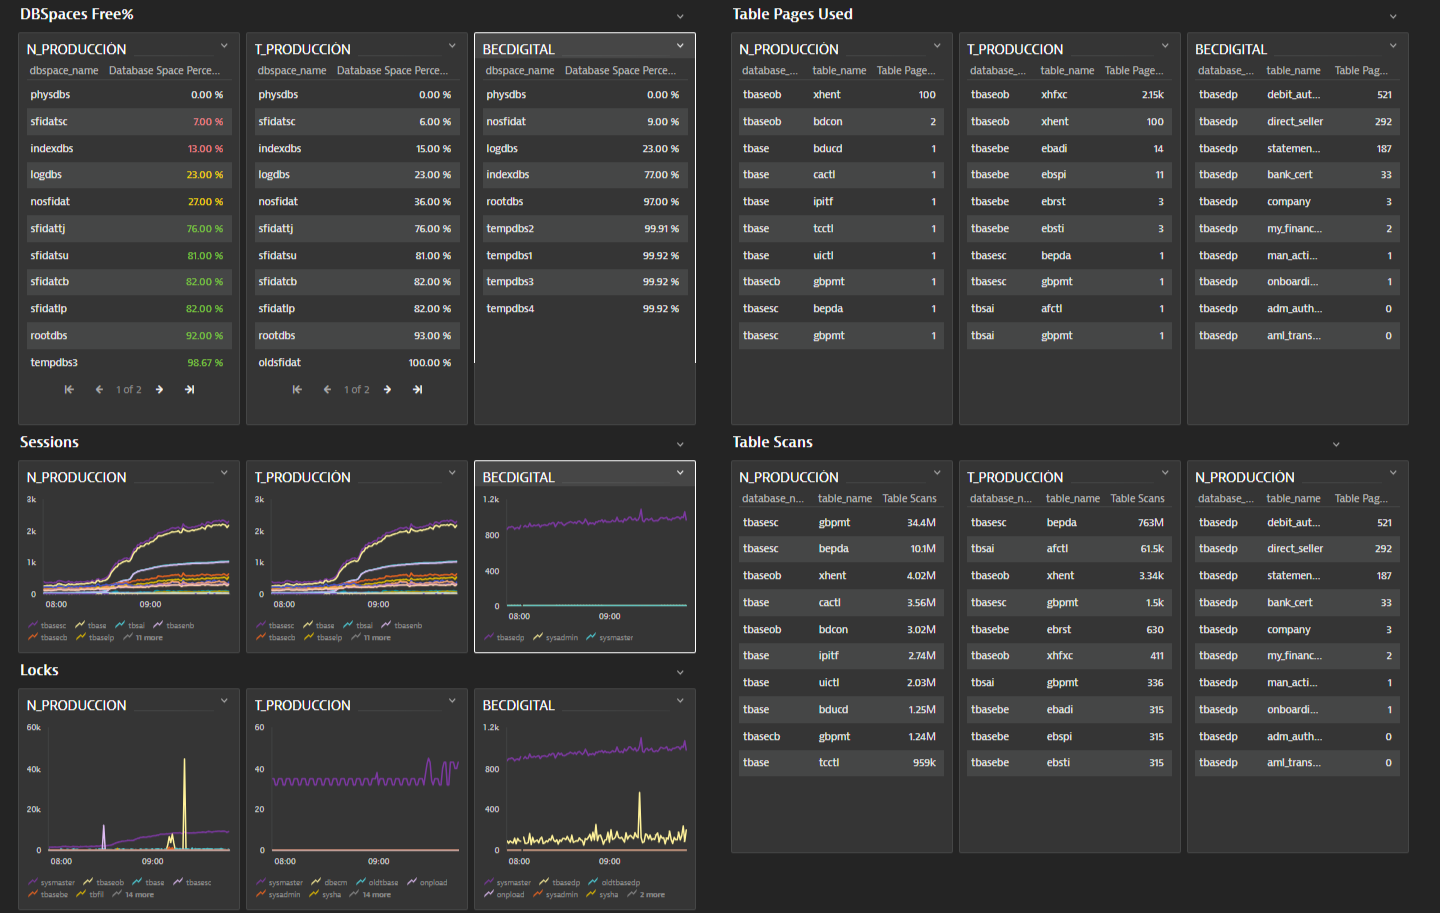 DBSpaces Free%
N_PRODUCCIÓN
dbspace_name Database Space Perce...
physdbs 0.00 %
sfidatsc 7.00 %
indexdbs 13.00 %
logdbs 23.00 %
nosfidat 27.00 %
sfidattj 76.00 %
sfidatsu 81.00 %
sfidatcb 82.00 %
sfidatlp 82.00 %
rootdbs 92.00 %
tempdbs3 98.67 %
1 of 2
T_PRODUCCIÓN
dbspace_name Database Space Perce...
physdbs 0.00 %
sfidatsc 6.00 %
indexdbs 15.00 %
logdbs 23.00 %
nosfidat 36.00 %
sfidattj 76.00 %
sfidatsu 81.00 %
sfidatcb 82.00 %
sfidatlp 82.00 %
rootdbs 93.00 %
oldsfidat 100.00 %
1 of 2
BECDIGITAL
dbspace_name Database Space Perce...
physdbs 0.00 %
nosfidat 9.00 %
logdbs 23.00 %
indexdbs 77.00 %
rootdbs 97.00 %
tempdbs2 99.91 %
tempdbs1 99.92 %
tempdbs3 99.92 %
tempdbs4 99.92 %
Table Pages Used
N_PRODUCCIÓN
database_... table_name Table Page...
tbaseob xhent 100
tbaseob bdcon 2
tbase bducd 1
tbase cactl 1
tbase ipitf 1
tbase tcctl 1
tbase uictl 1
tbasecb gbpmt 1
tbasesc bepda 1
tbasesc gbpmt 1
T_PRODUCCION
database_... table_name Table Page...
tbaseob xhfxc 2.15k
tbaseob xhent 100
tbasebe ebadi 14
tbasebe ebspi 11
tbasebe ebrst 3
tbasebe ebsti 3
tbasesc bepda 1
tbasesc gbpmt 1
tbsai afctl 1
tbsai gbpmt 1
BECDIGITAL
database_... table_name Table Pag...
tbasedp debit_aut... 521
tbasedp direct_seller 292
tbasedp statemen... 187
tbasedp bank_cert 33
tbasedp company 3
tbasedp my_financ... 2
tbasedp man_acti... 1
tbasedp onboardi... 1
tbasedp adm_auth... 0
tbasedp aml_trans... 0
Sessions
N_PRODUCCION
3k
2k
1k
0
08:00 09:00
tbasesc tbase tbsai tbasenb
tbasecb tbaselp 11 more
T_PRODUCCIÓN
3k
2k
1k
0
08:00 09:00
tbasesc tbase tbsai tbasenb
tbasecb tbaselp 11 more
BECDIGITAL
1.2k
800
400
0
08:00 09:00
tbasedp sysadmin sysmaster
Table Scans
N_PRODUCCIÓN
database_n... table_name Table Scans
tbasesc gbpmt 34.4M
tbasesc bepda 10.1M
tbaseob xhent 4.02M
tbase cactl 3.56M
tbaseob bdcon 3.02M
tbase ipitf 2.74M
tbase uictl 2.03M
tbase bducd 1.25M
tbasecb gbpmt 1.24M
tbase tcctl 959k
T_PRODUCCIÓN
database_n... table_name Table Scans
tbasesc bepda 763M
tbsai afctl 61.5k
tbaseob xhent 3.34k
tbasesc gbpmt 1.5k
tbasebe ebrst 630
tbaseob xhfxc 411
tbsai gbpmt 336
tbasebe ebadi 315
tbasebe ebspi 315
tbasebe ebsti 315
N_PRODUCCIÓN
database_... table_name Table Pag...
tbasedp debit_aut... 521
tbasedp direct_seller 292
tbasedp statemen... 187
tbasedp bank_cert 33
tbasedp company 3
tbasedp my_financ... 2
tbasedp man_acti... 1
tbasedp onboardi... 1
tbasedp adm_auth... 0
tbasedp aml_trans... 0
Locks
N_PRODUCCION
60k
40k
20k
0
08:00 09:00
sysmaster tbaseob tbase tbasesc
tbasebe tbfil 14 more
T_PRODUCCION
60
40
20
0
08:00 09:00
sysmaster dbecm oldtbase onpload
sysadmin sysha 14 more
BECDIGITAL
1.2k
800
400
0
08:00 09:00
sysmaster tbasedp oldtbasedp
onpload sysadmin sysha 2 more